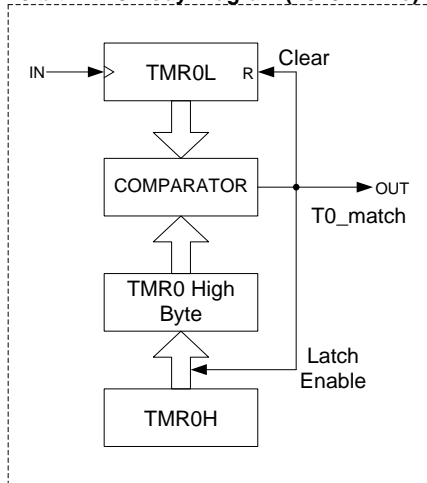 IN
TMR0L
R
Clear
COMPARATOR
OUT
T0_match
TMR0 High
Byte
Latch
Enable
TMR0H